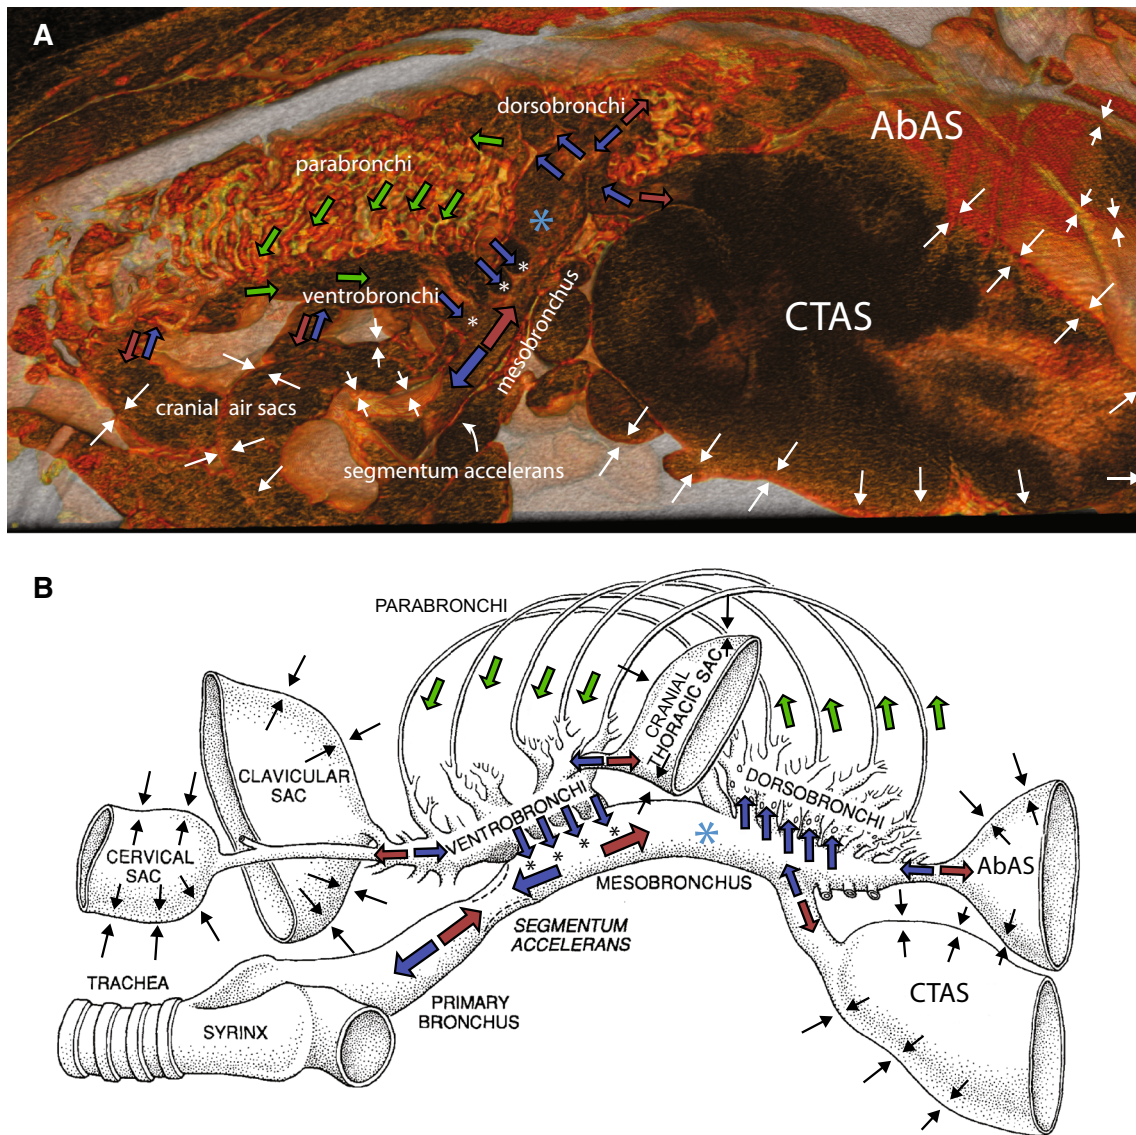 A
dorsobronchi
AbAS
parabronchi
*
ventrobronchi
*
*
*
CTAS
mesobronchus
cranial air sacs
segmentum accelerans
B
PARABRONCHI
CRANIAL
THORACIC SAC
CLAVICULAR
SAC
DORSOBRONCHI
VENTROBRONCHI
*
*
*
*
*
CERVICAL
SAC
MESOBRONCHUS
AbAS
SEGMENTUM
ACCELERANS
TRACHEA
PRIMARY
BRONCHUS
CTAS
SYRINX